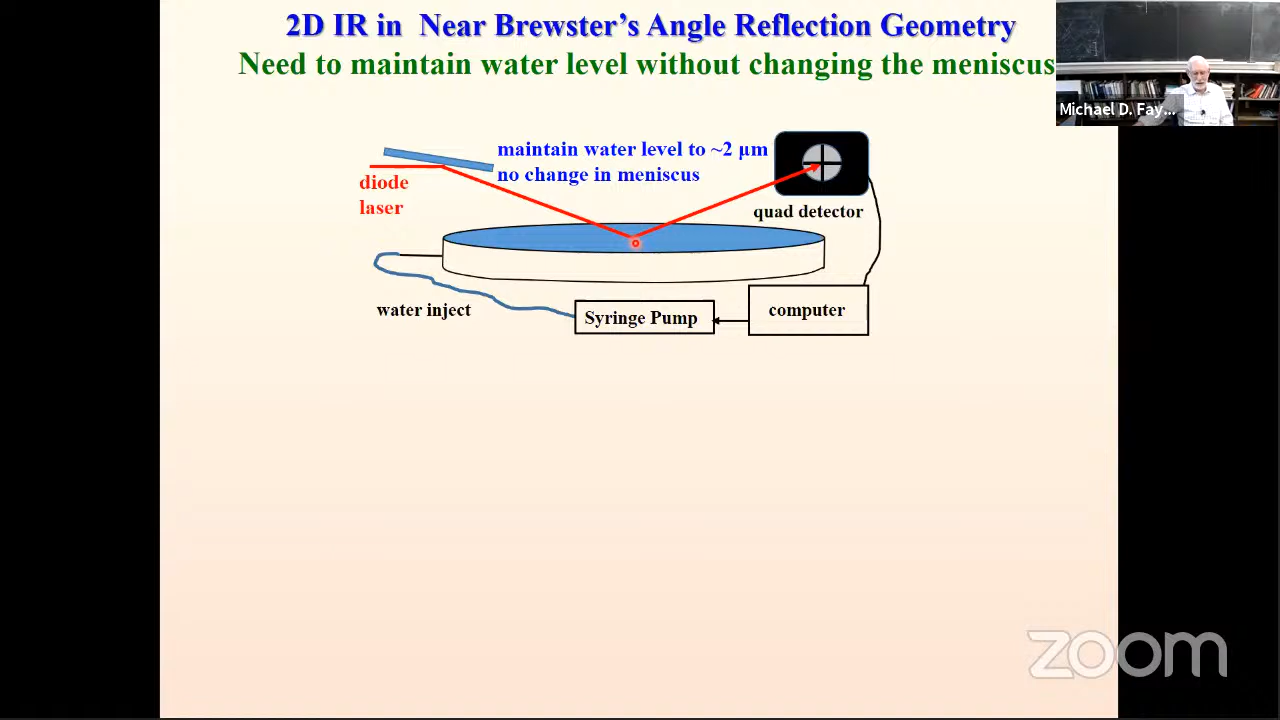 2D IR in Near Brewster's Angle Reflection Geometry
Need to maintain water level without changing the meniscus
Michael D. Fay...
maintain water level to ~2 μm
no change in meniscus
diode
laser
quad detector
water inject
Syringe Pump
computer
zoom